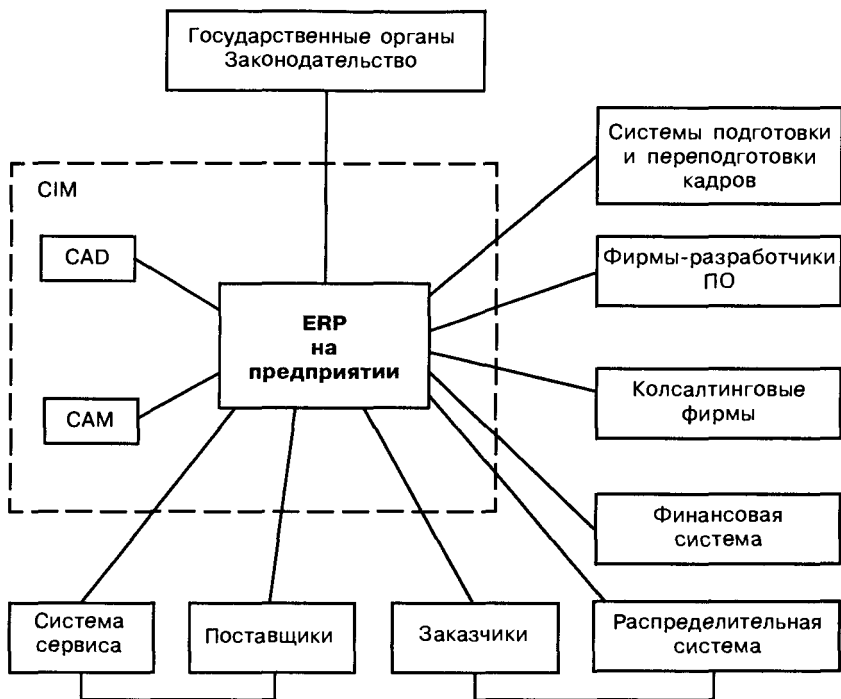 Государственные органы
Законодательство
Системы подготовки
и переподготовки
кадров
CIM
CAD
Фирмы-разработчики
ПО
ERP
на
предприятии
CAM
Колсалтинговые
фирмы
Финансовая
система
Система
сервиса
Поставщики
Заказчики
Распределительная
система